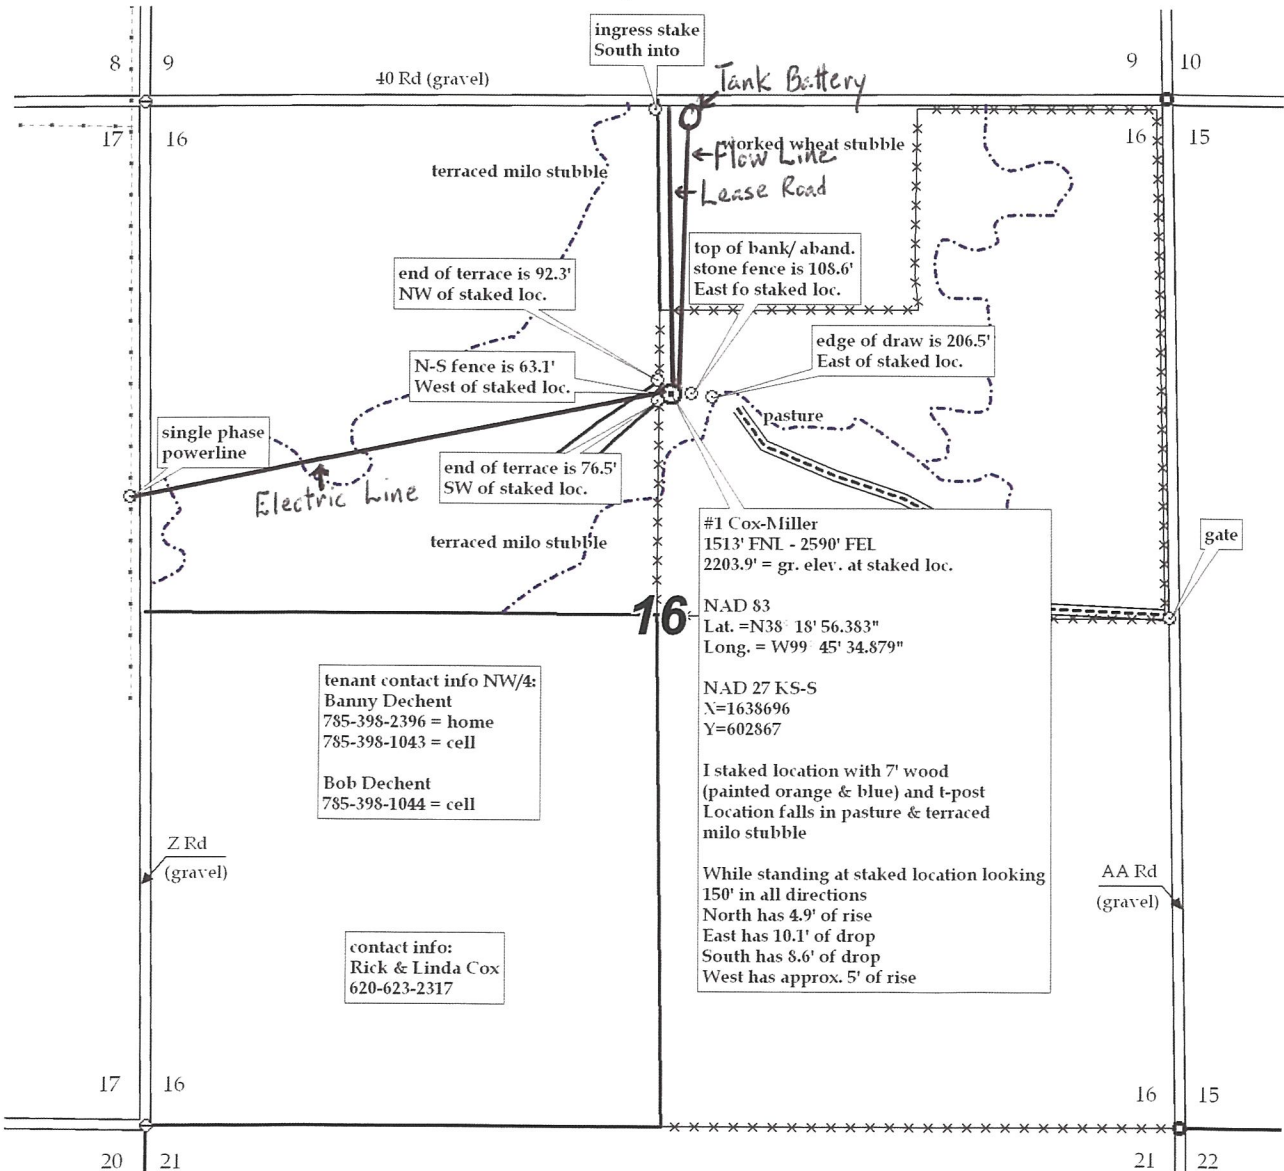 ingress stake
South into
8
9
9
10
40 Rd (gravel)
Tank Battery
17
16
16
15
worked wheat stubble
Flow Line
terraced milo stubble
Lease Road
top of bank/ aband.
stone fence is 108.6'
East fo staked loc.
end of terrace is 92.3'
NW of staked loc.
edge of draw is 206.5'
East of staked loc.
N-S fence is 63.1'
West of staked loc.
pasture
single phase
powerline
end of terrace is 76.5'
SW of staked loc.
Electric Line
terraced milo stubble
gate
#1 Cox-Miller
1513' FNL - 2590' FEL
2203.9' = gr. elev. at staked loc.
NAD 83
Lat. =N38 18' 56.383"
Long. = W99 45' 34.879"
NAD 27 KS-S
X=1638696
Y=602867
I staked location with 7' wood
(painted orange & blue) and t-post
Location falls in pasture & terraced
milo stubble
While standing at staked location looking
150' in all directions
North has 4.9' of rise
East has 10.1' of drop
South has 8.6' of drop
West has approx. 5' of rise
16
tenant contact info NW/4:
Banny Dechent
785-398-2396 = home
785-398-1043 = cell
Bob Dechent
785-398-1044 = cell
Z Rd
(gravel)
AA Rd
(gravel)
contact info:
Rick & Linda Cox
620-623-2317
17
16
16
15
20
21
21
22